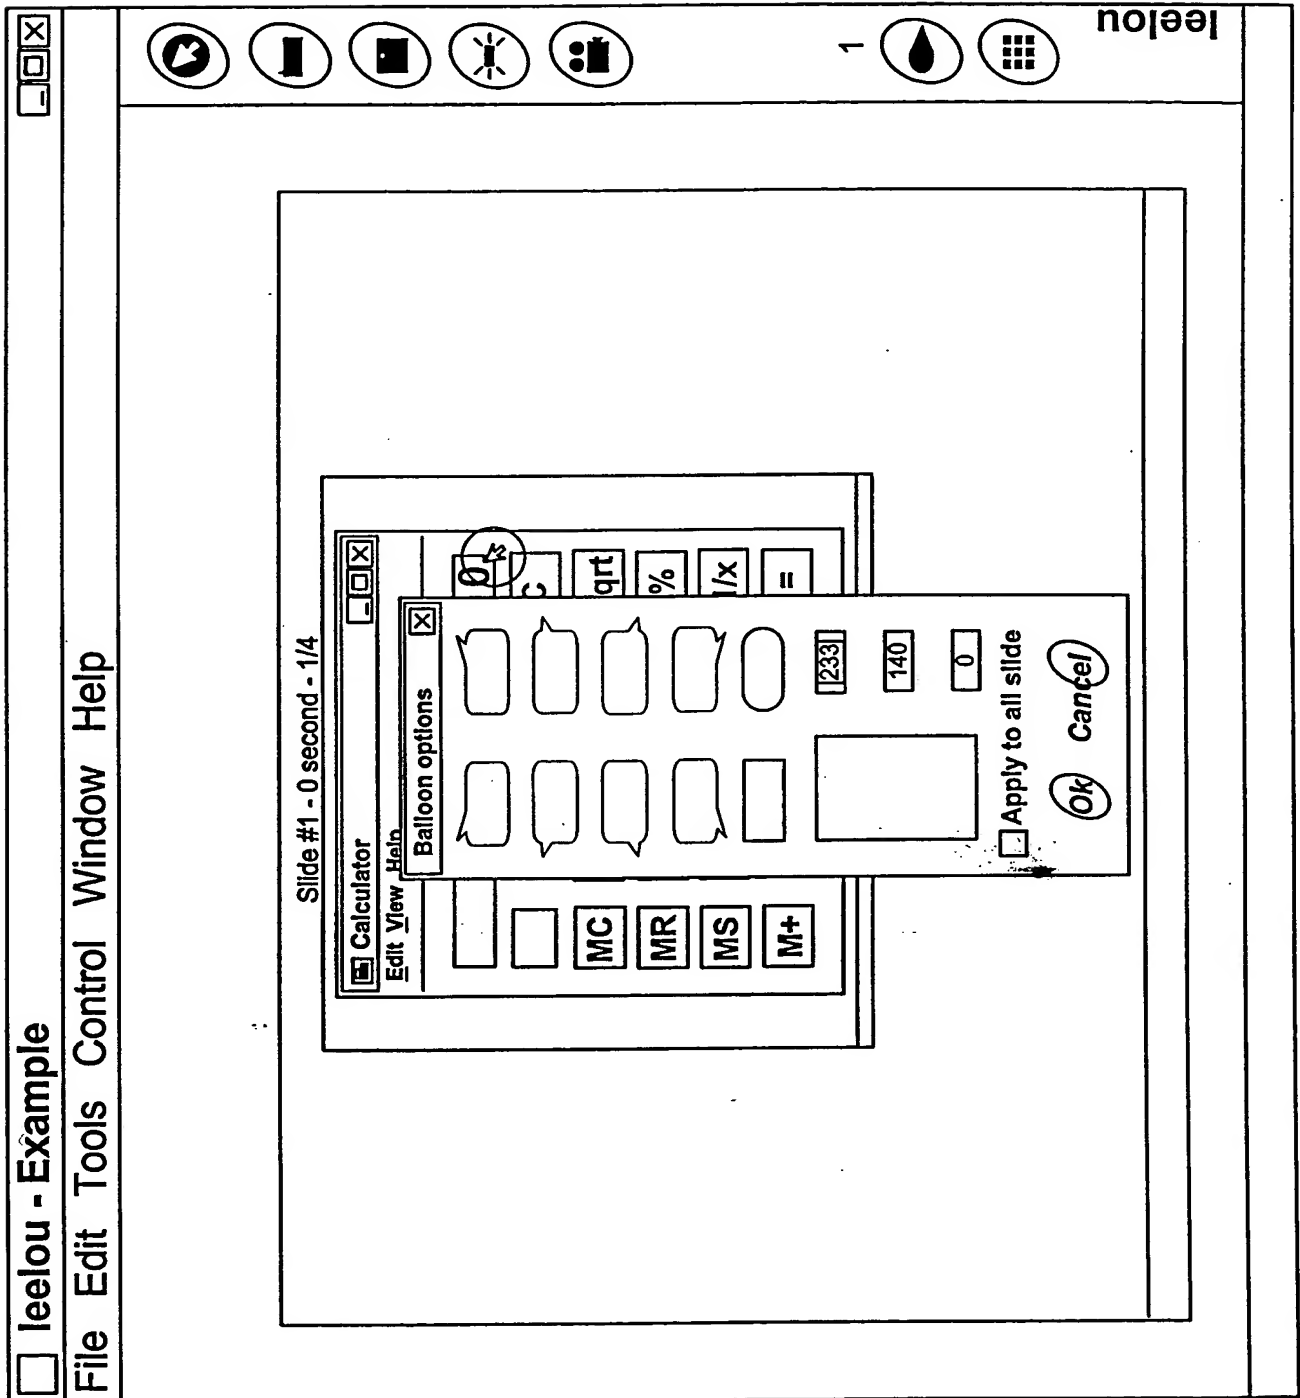 leelou - Example
File Edit Tools Control Window Help
Slide #1 - 0 second - 1/4
Calculator
Edit View Help
0
C
MC
qrt
MR
%
MS
1/x
M+
=
Balloon options
233
140
0
Apply to all slide
Ok Cancel
1
leelou